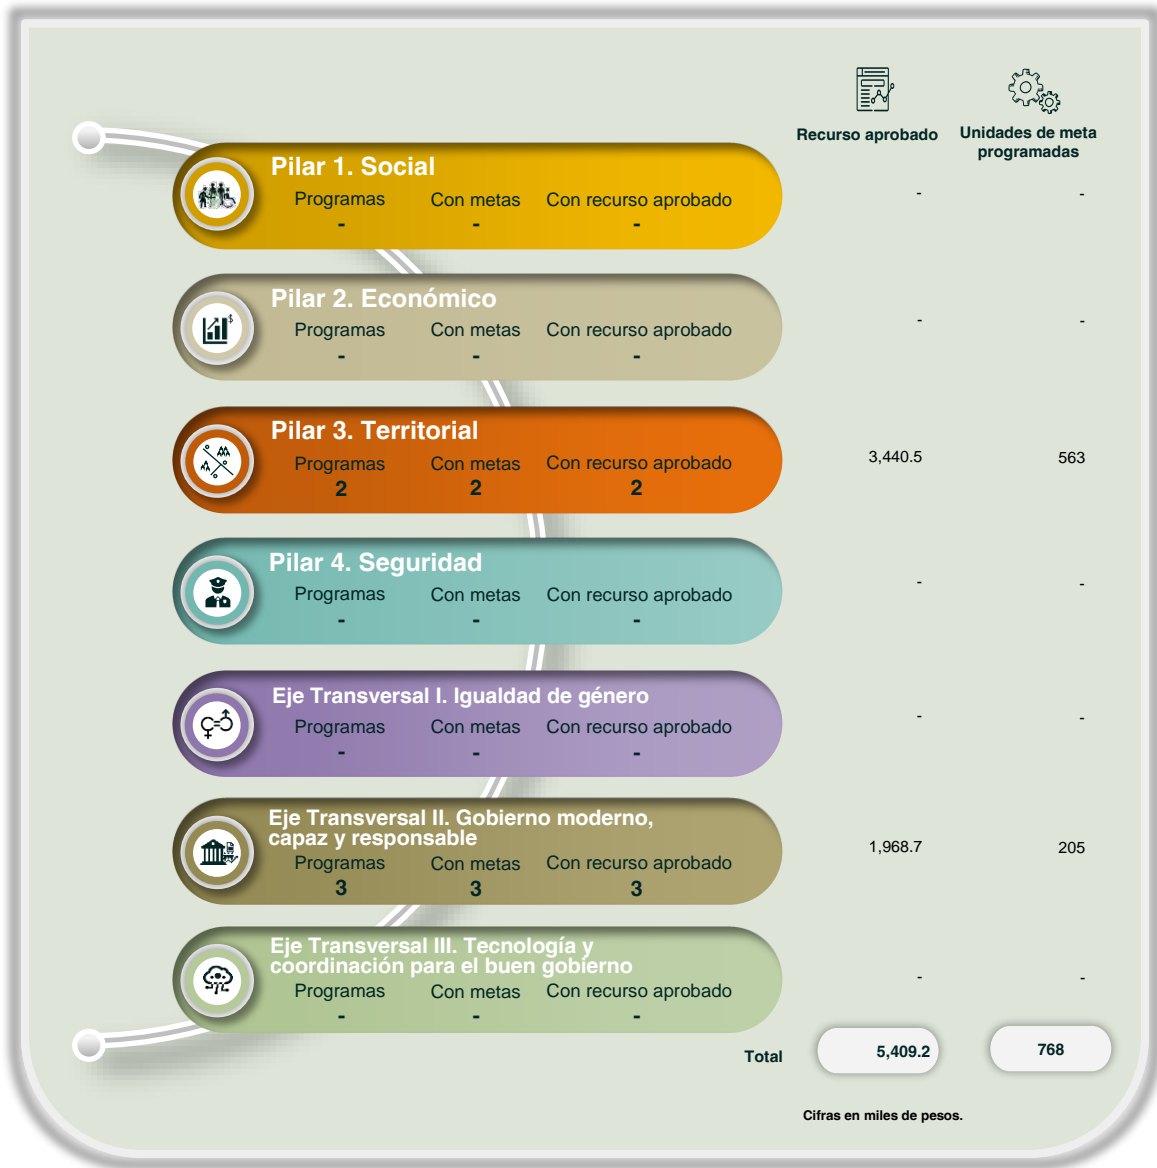 Recurso aprobado
Unidades de meta
programadas
Pilar 1. Social
Programas Con metas Con recurso aprobado
- - -
- -
Pilar 2. Económico
Programas Con metas Con recurso aprobado
- - -
- -
Pilar 3. Territorial
Programas Con metas Con recurso aprobado
2 2 2
3,440.5 563
Pilar 4. Seguridad
Programas Con metas Con recurso aprobado
- - -
- -
Eje Transversal I. Igualdad de género
Programas Con metas Con recurso aprobado
- - -
- -
Eje Transversal II. Gobierno moderno,
capaz y responsable
Programas Con metas Con recurso aprobado
3 3 3
1,968.7 205
Eje Transversal III. Tecnología y
coordinación para el buen gobierno
Programas Con metas Con recurso aprobado
- - -
- -
Total 5,409.2 768
Cifras en miles de pesos.